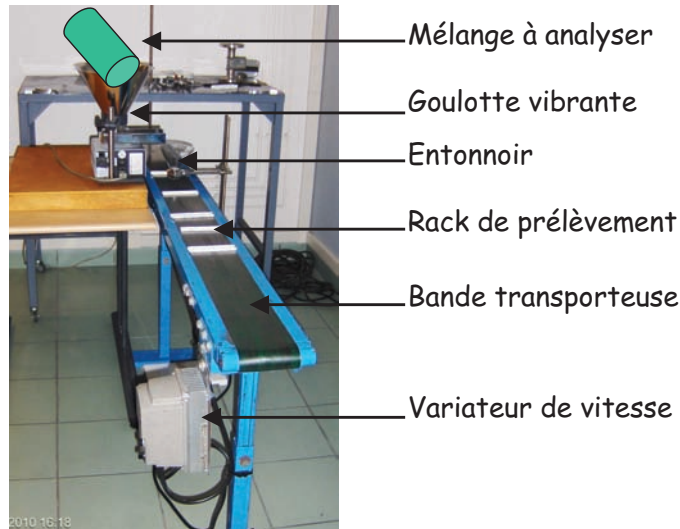 Mélange à analyser
Goulotte vibrante
Entonnoir
Rack de prélèvement
Bande transporteuse
Variateur de vitesse
2010 16:18